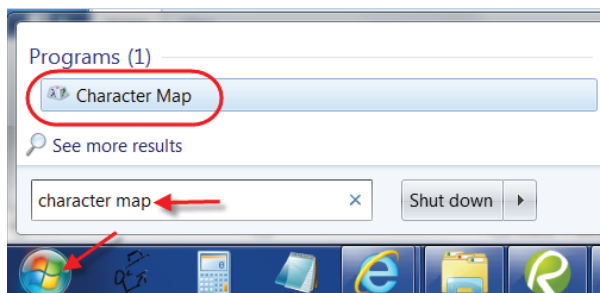 Programs (1)
Character Map
See more results
character map
Shut down